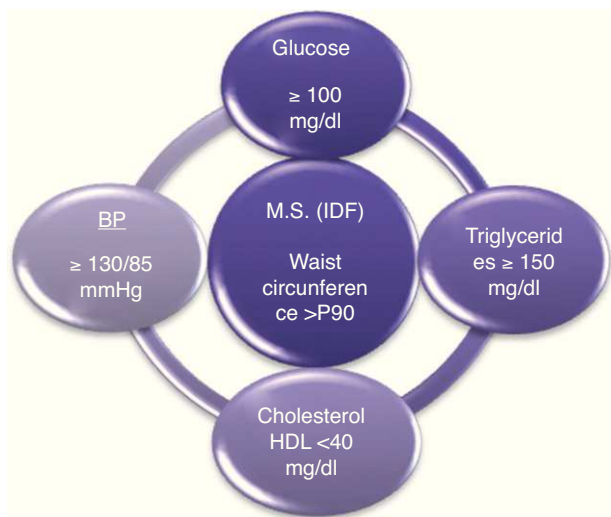 Glucose
≥ 100
mg/dl
BP
≥ 130/85
mmHg
M.S. (IDF)
Waist
circunferen
ce >P90
Triglycerid
es ≥ 150
mg/dl
Cholesterol
HDL <40
mg/dl